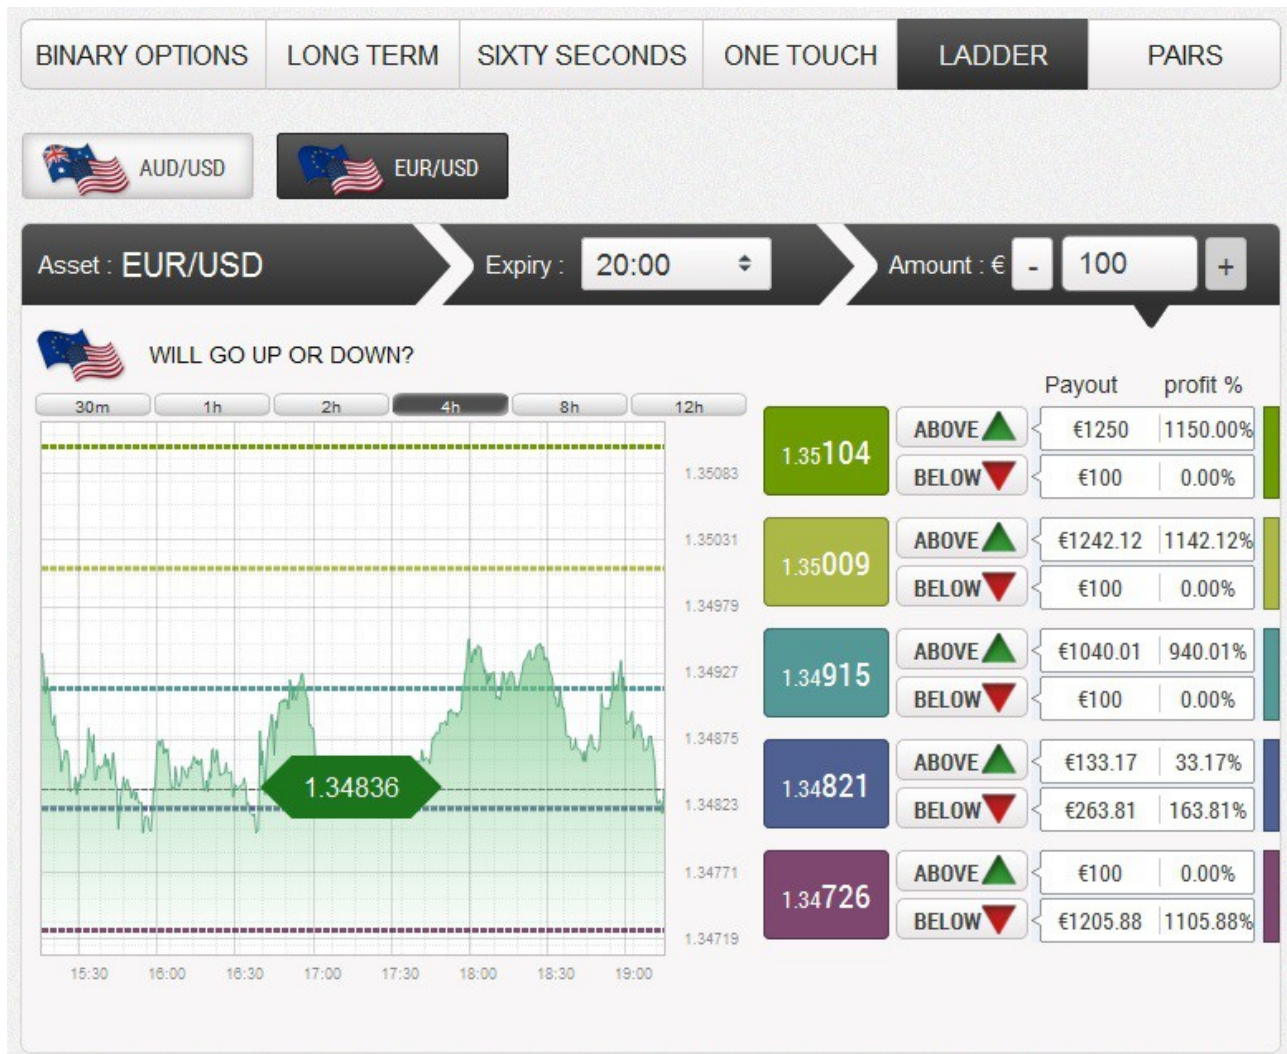 BINARY OPTIONS LONG TERM SIXTY SECONDS ONE TOUCH LADDER PAIRS
AUD/USD EUR/USD
Asset : EUR/USD Expiry : 20:00 Amount : € - 100 +
WILL GO UP OR DOWN?
Payout profit %
30m 1h 2h 4h 8h 12h
1.35104 ABOVE €1250 1150.00%
BELOW €100 0.00%
1.35083
1.35031
1.35009 ABOVE €1242.12 1142.12%
BELOW €100 0.00%
1.34979
1.34927
1.34915 ABOVE €1040.01 940.01%
BELOW €100 0.00%
1.34875
1.34836
1.34821 ABOVE €133.17 33.17%
BELOW €263.81 163.81%
1.34823
1.34771
1.34726 ABOVE €100 0.00%
BELOW €1205.88 1105.88%
1.34719
15:30 16:00 16:30 17:00 17:30 18:00 18:30 19:00